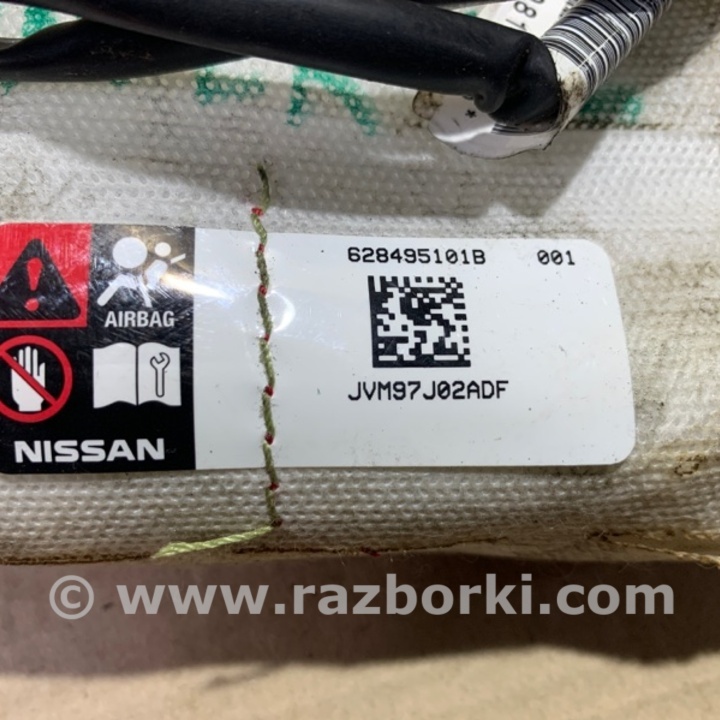 628495101B 001
AIRBAG
JVM97J02ADF
NISSAN
© www.razborki.com